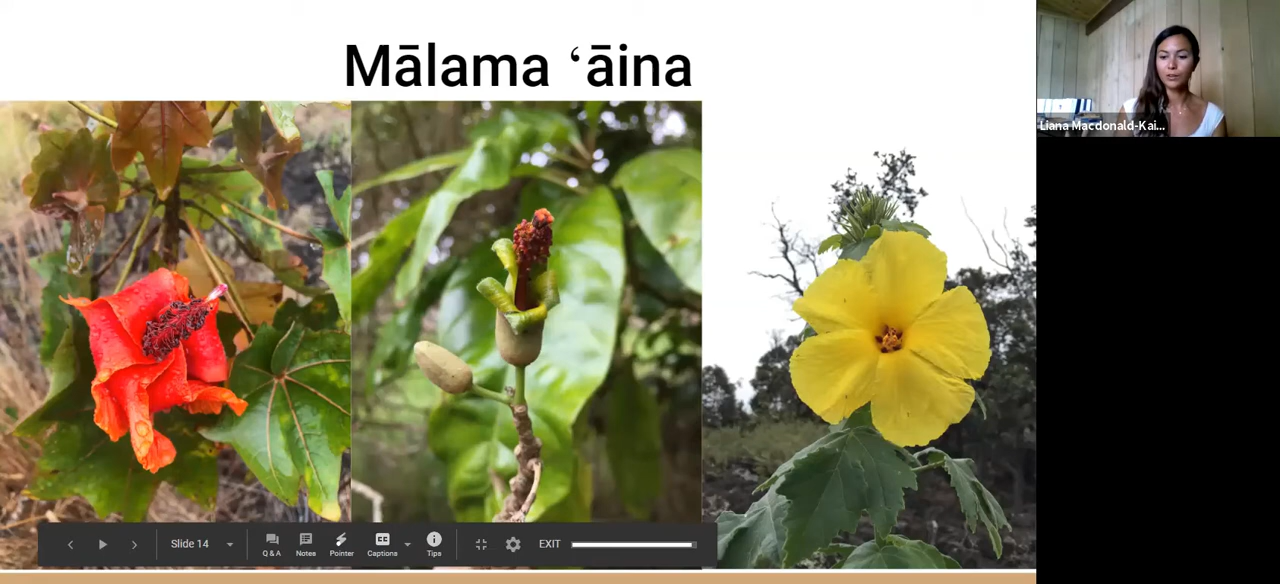 Mālama ʻāina
Liana Macdonald-Kai...
Slide 14
Q & A
Notes
Pointer
Captions
Tips
EXIT